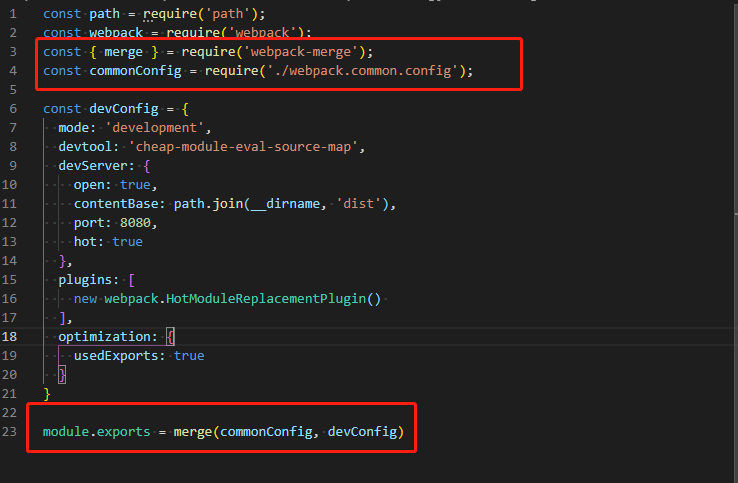 1 const path = require('path');
2 const webpack = require('webpack');
3 const { merge } = require('webpack-merge');
4 const commonConfig = require('./webpack.common.config');
5
6 const devConfig = {
7   mode: 'development',
8   devtool: 'cheap-module-eval-source-map',
9   devServer: {
10     open: true,
11     contentBase: path.join(__dirname, 'dist'),
12     port: 8080,
13     hot: true
14   },
15   plugins: [
16     new webpack.HotModuleReplacementPlugin()
17   ],
18   optimization: {
19     usedExports: true
20   }
21 }
22
23 module.exports = merge(commonConfig, devConfig)